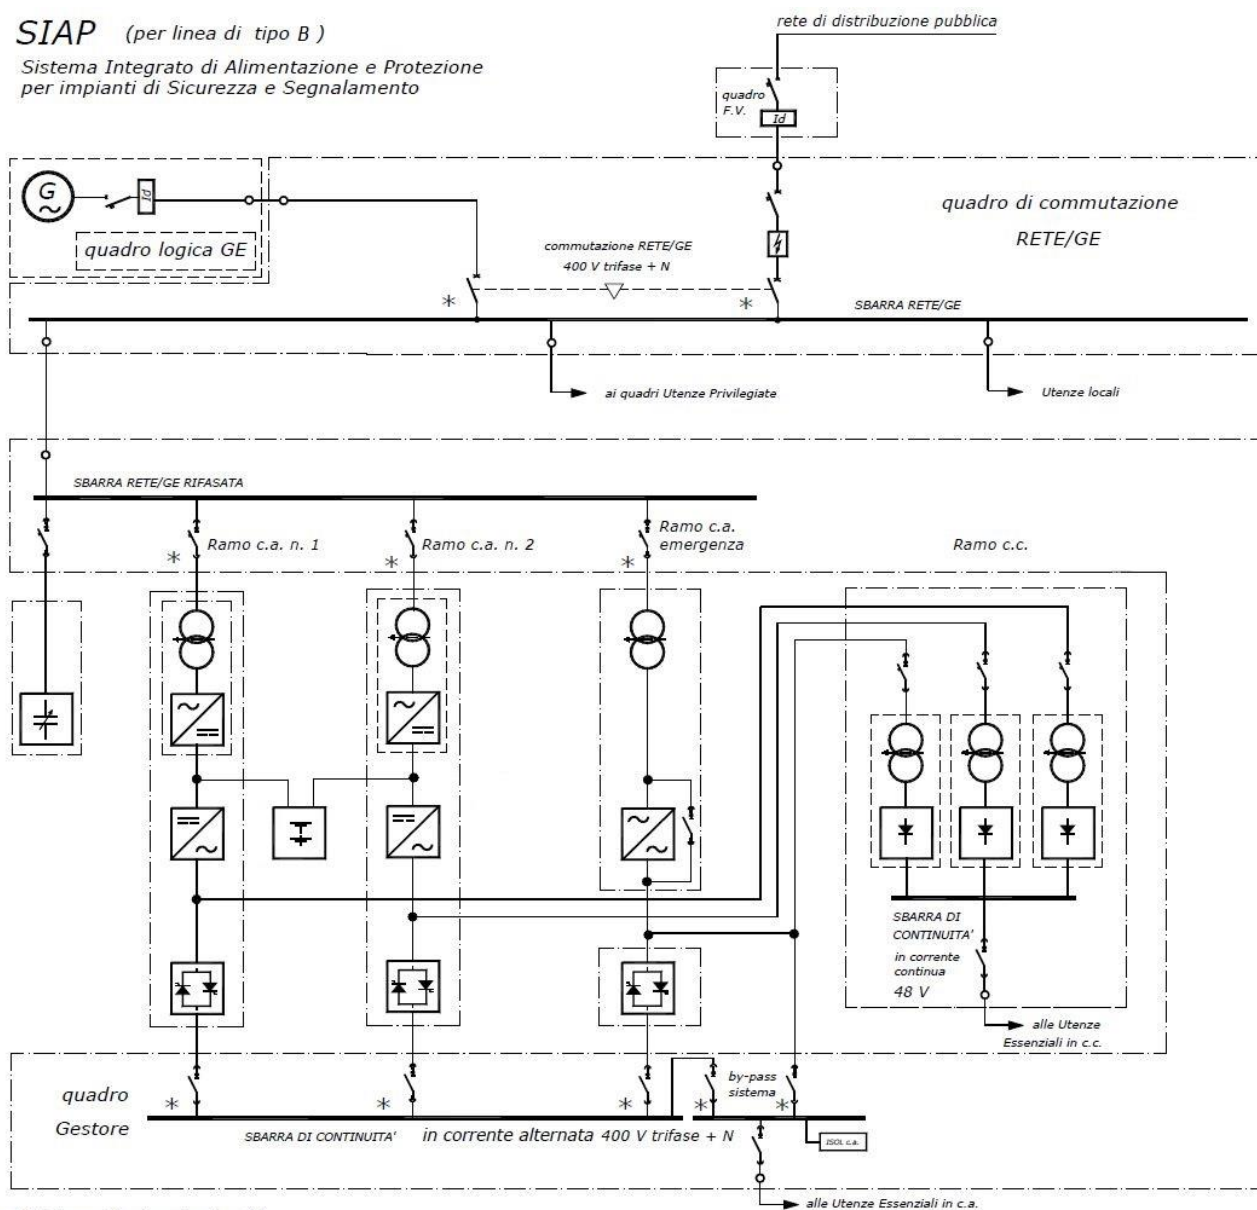 SIAP (per linea di tipo B )
Sistema Integrato di Alimentazione e Protezione
per impianti di Sicurezza e Segnalamento
rete di distribuzione pubblica
quadro
F.V.
Id
G
Id
quadro logica GE
quadro di commutazione
RETE/GE
commutazione RETE/GE
400 V trifase + N
*
*
SBARRA RETE/GE
ai quadri Utenze Privilegiate
Utenze locali
SBARRA RETE/GE RIFASATA
Ramo c.a. n. 1
Ramo c.a. n. 2
Ramo c.a.
emergenza
Ramo c.c.
*
*
*
SBARRA DI
CONTINUITA'
in corrente
continua
48 V
alle Utenze
Essenziali in c.c.
quadro
Gestore
by-pass
sistema
*
*
*
*
*
SBARRA DI CONTINUITA' in corrente alternata 400 V trifase + N
ISOL c.a.
alle Utenze Essenziali in c.a.